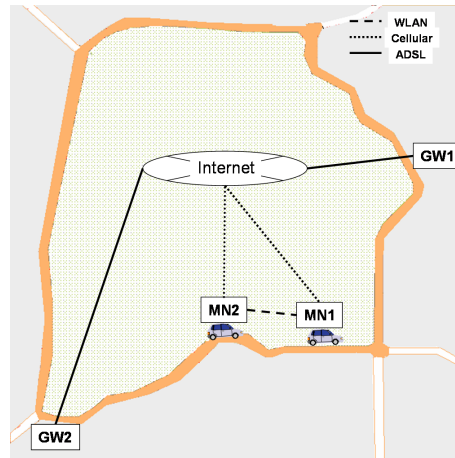 WLAN
Cellular
ADSL
GW1
Internet
MN2
MN1
GW2